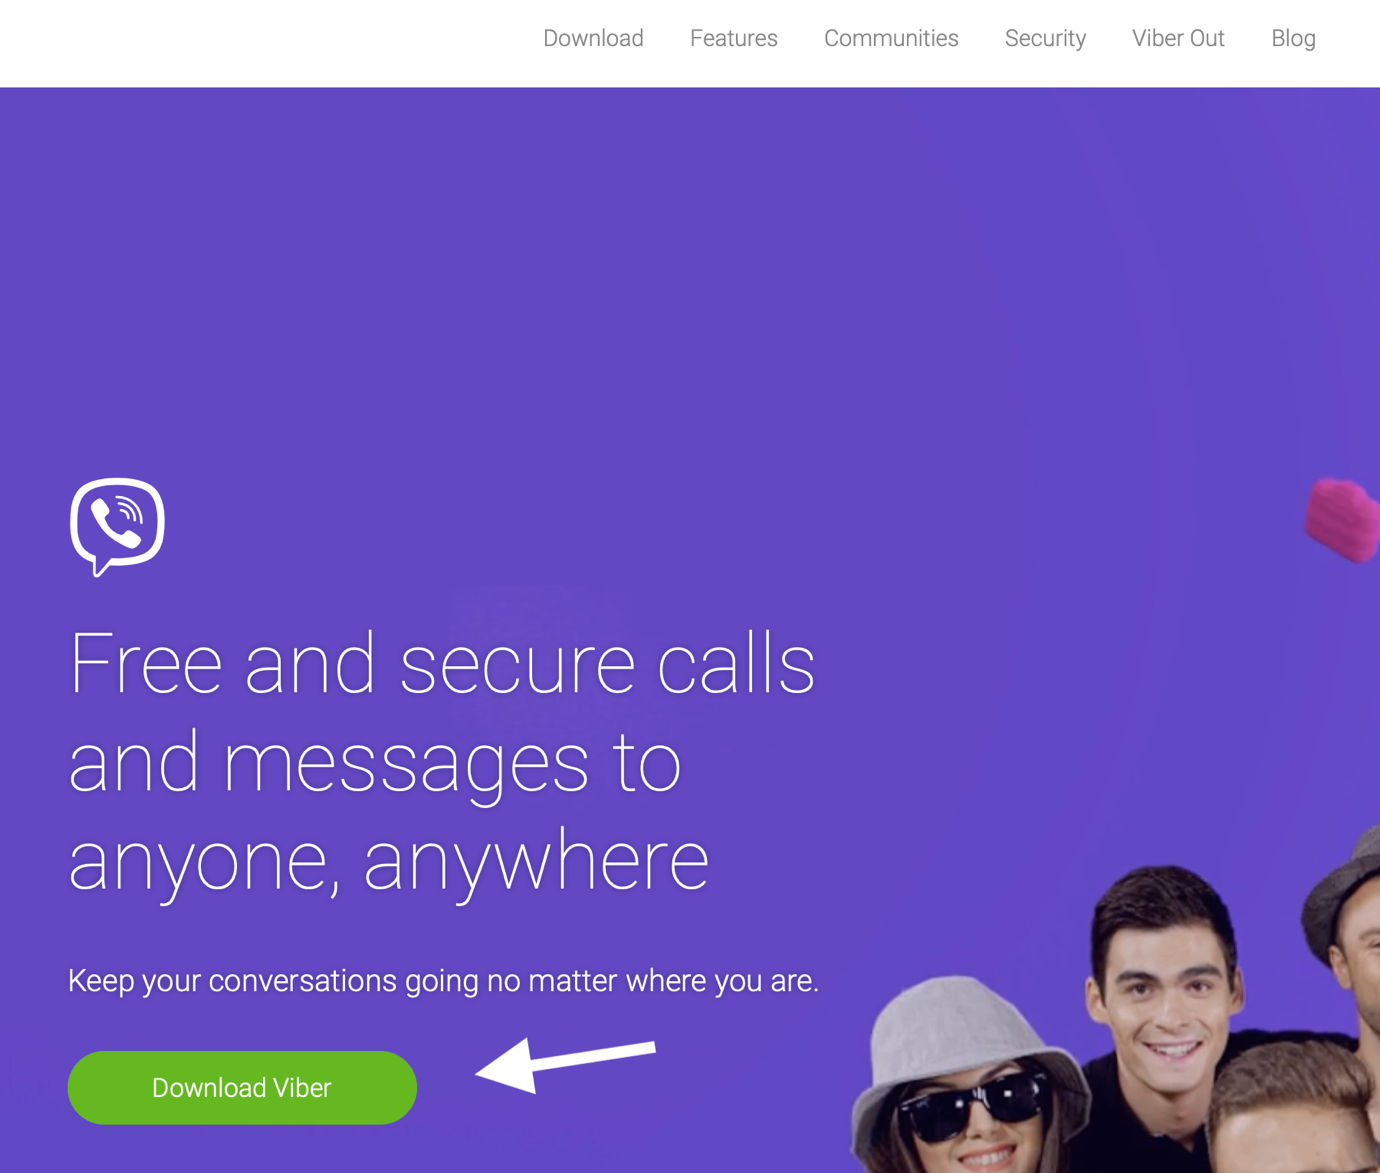 Download Features Communities Security Viber Out Blog
Free and secure calls
and messages to
anyone, anywhere
Keep your conversations going no matter where you are.
Download Viber